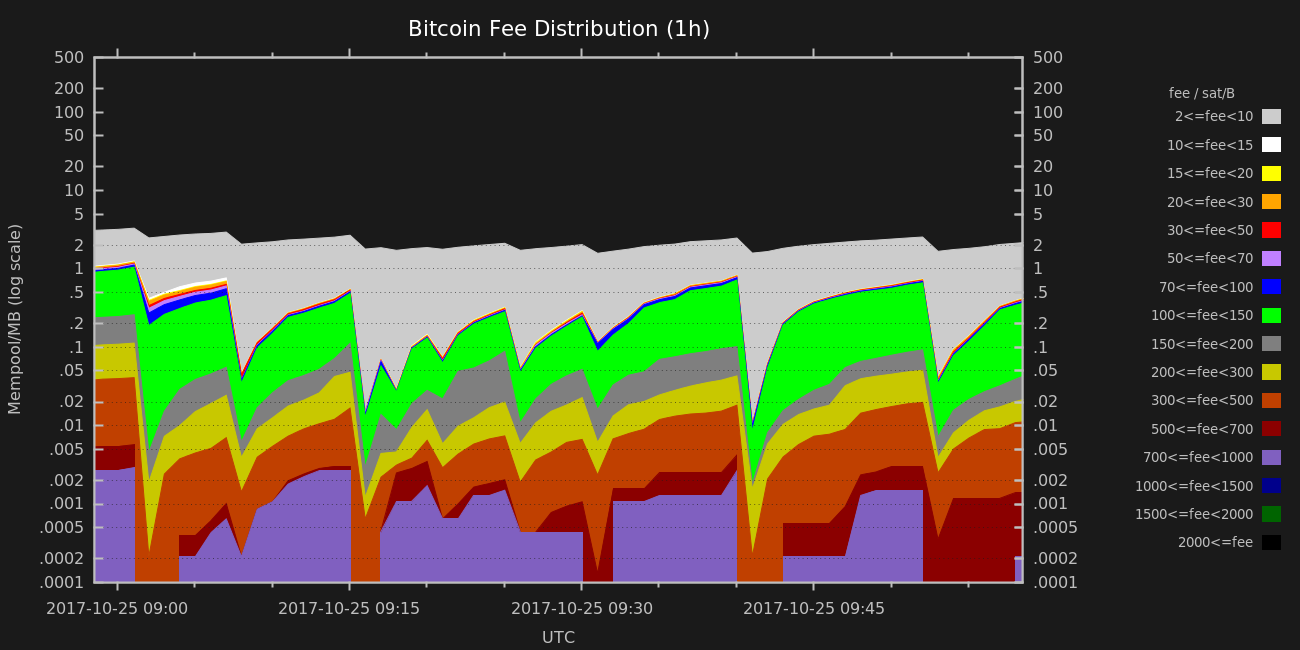 Bitcoin Fee Distribution (1h)
500
200
100
50
20
10
5
2
1
.5
.2
.1
.05
.02
.01
.005
.002
.001
.0005
.0002
.0001
Mempool/MB (log scale)
500
200
100
50
20
10
5
2
1
.5
.2
.1
.05
.02
.01
.005
.002
.001
.0005
.0002
.0001
2017-10-25 09:00
2017-10-25 09:15
2017-10-25 09:30
2017-10-25 09:45
UTC
fee / sat/B
2<=fee<10
10<=fee<15
15<=fee<20
20<=fee<30
30<=fee<50
50<=fee<70
70<=fee<100
100<=fee<150
150<=fee<200
200<=fee<300
300<=fee<500
500<=fee<700
700<=fee<1000
1000<=fee<1500
1500<=fee<2000
2000<=fee